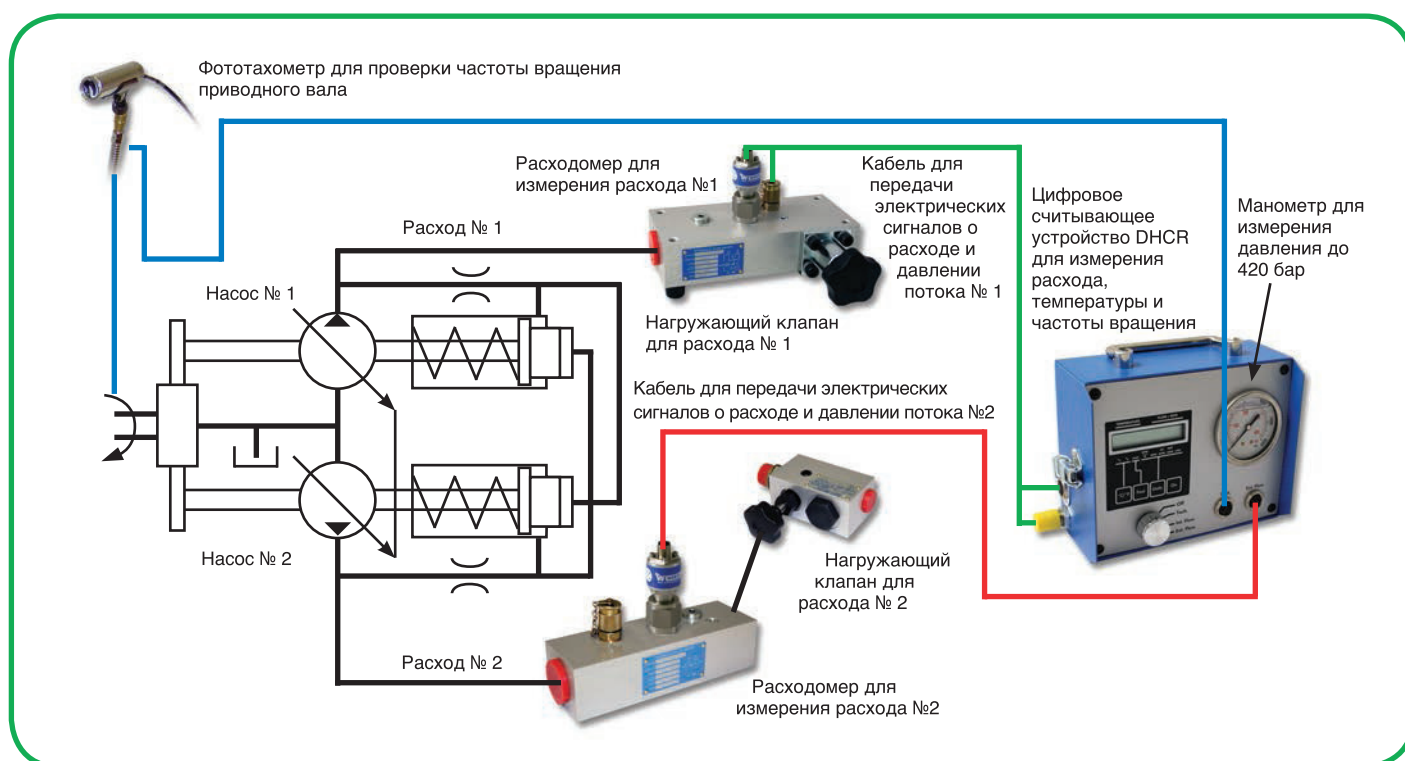 Фототахометр для проверки частоты вращения
приводного вала
Расходомер для
измерения расхода №1
Кабель для
передачи
электрических
сигналов о
расходе и
давлении
потока № 1
Цифровое
считывающее
устройство DHCR
для измерения
расхода,
температуры и
частоты вращения
Манометр для
измерения
давления до
420 бар
Расход № 1
Насос № 1
Нагружающий клапан
для расхода № 1
Кабель для передачи электрических
сигналов о расходе и давлении потока №2
Насос № 2
Нагружающий
клапан для
расхода № 2
Расход № 2
Расходомер для
измерения расхода №2